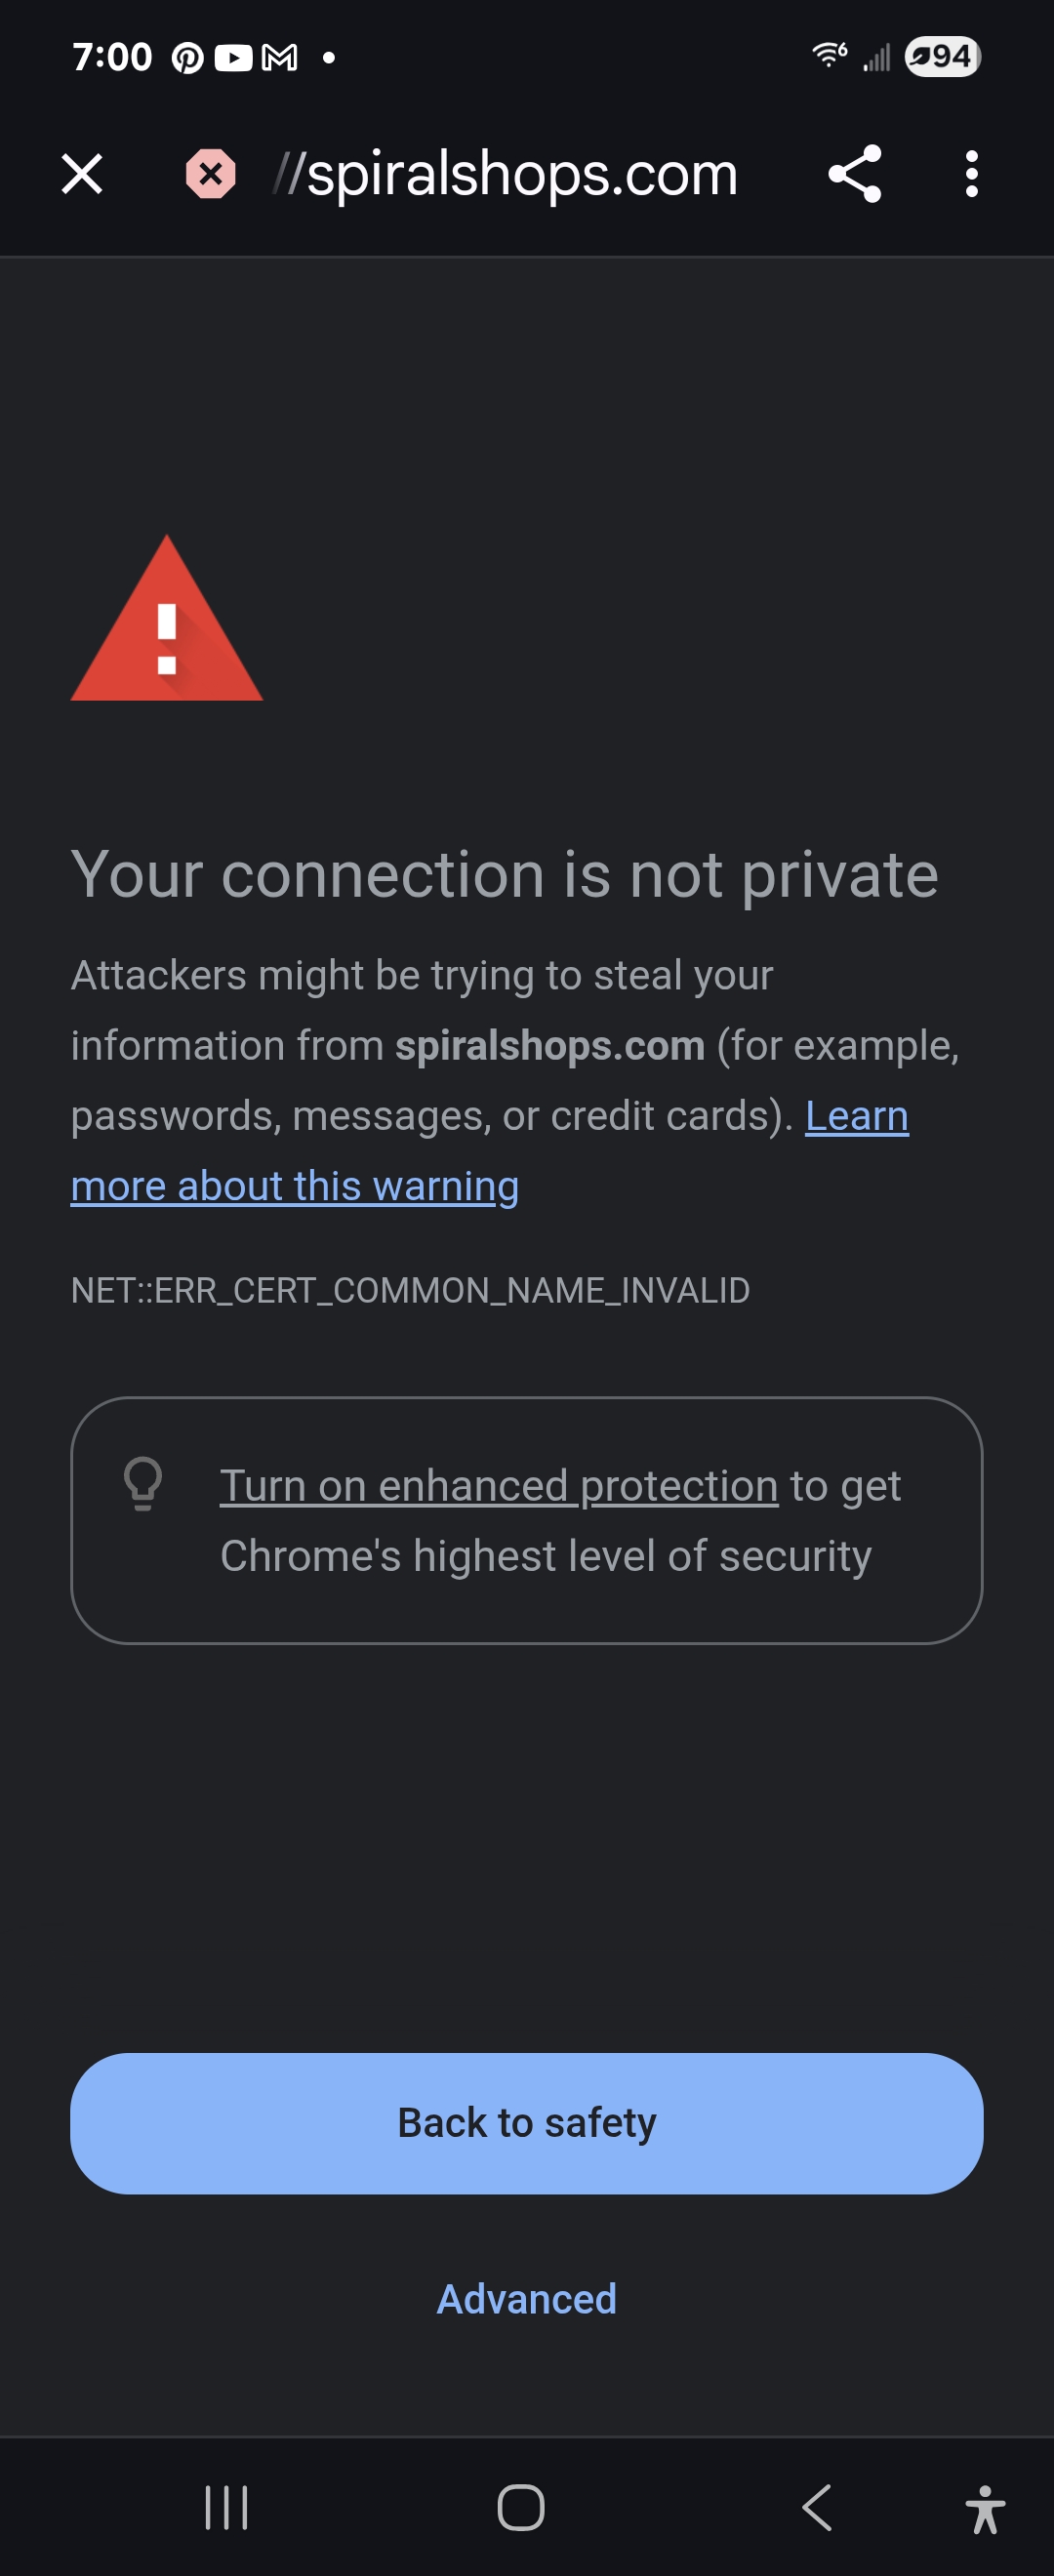 7:00
94
//spiralshops.com
Your connection is not private
Attackers might be trying to steal your
information from spiralshops.com (for example,
passwords, messages, or credit cards). Learn
more about this warning
NET::ERR_CERT_COMMON_NAME_INVALID
Turn on enhanced protection to get
Chrome's highest level of security
Back to safety
Advanced